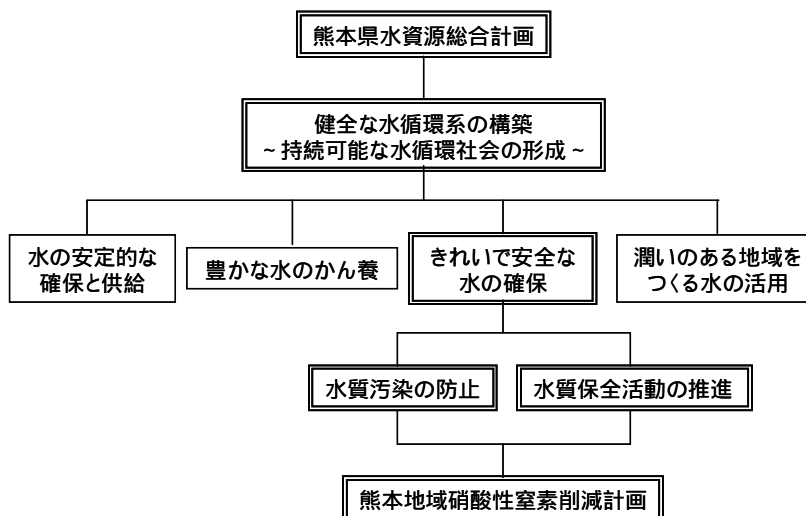 熊本県水資源総合計画
健全な水循環系の構築
~ 持続可能な水循環社会の形成 ~
水の安定的な
確保と供給
豊かな水のかん養
きれいで安全な
水の確保
潤いのある地域を
つくる水の活用
水質汚染の防止
水質保全活動の推進
熊本地域硝酸性窒素削減計画